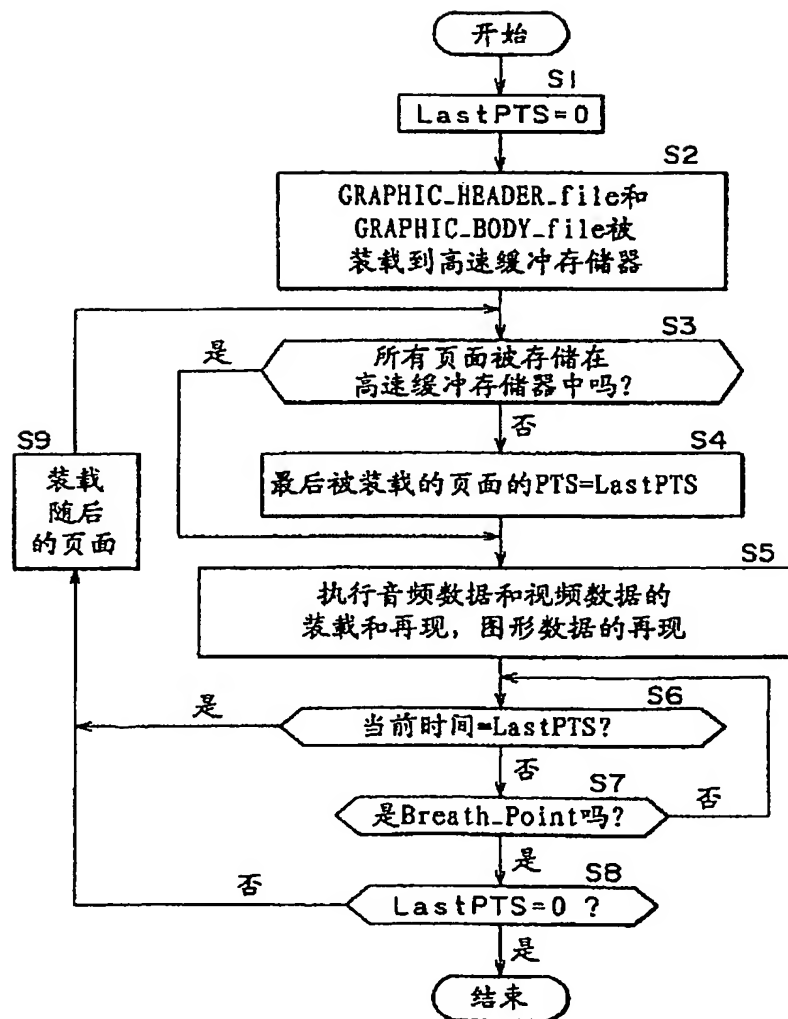 开始
S1
LastPTS=0
S2
GRAPHIC_HEADER_file和
GRAPHIC_BODY_file被
装载到高速缓冲存储器
S3
是
所有页面被存储在
高速缓冲存储器中吗?
否
S9
装载
随后
的页面
S4
最后被装载的页面的PTS=LastPTS
S5
执行音频数据和视频数据的
装载和再现, 图形数据的再现
是
S6
当前时间=LastPTS?
否
S7
是Breath_Point吗?
否
是
否
S8
LastPTS=0 ?
是
结束